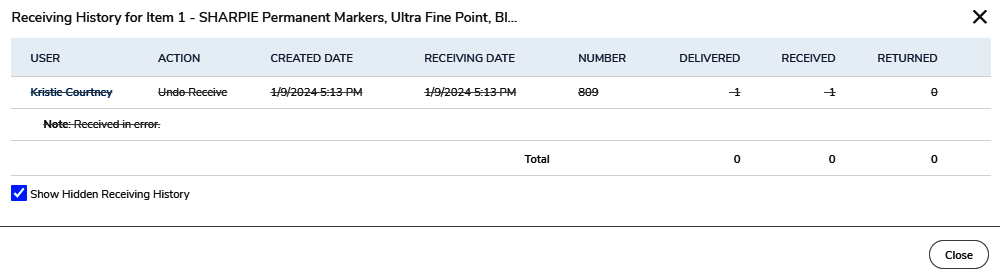 Receiving History for Item 1 - SHARPIE Permanent Markers, Ultra Fine Point, Bl...
USER ACTION CREATED DATE RECEIVING DATE NUMBER DELIVERED RECEIVED RETURNED
Kristie Courtney Undo Receive 1/9/2024 5:13 PM 1/9/2024 5:13 PM 809 -1 -1 0
Note: Received in error.
Total 0 0 0
Show Hidden Receiving History
Close